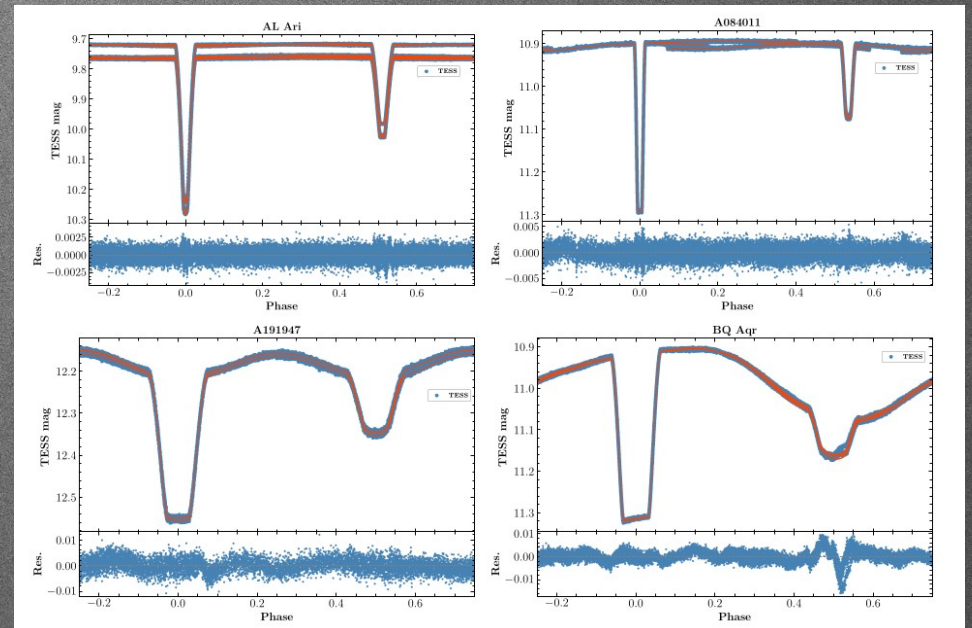 AL Ari
TESS mag
9.7
9.8
9.9
10.0
10.1
10.2
10.3
TESS
Res.
0.0025
0.0000
−0.0025
−0.2 0.0 0.2 0.4 0.6
Phase
A084011
TESS mag
10.9
11.0
11.1
11.2
11.3
TESS
Res.
0.005
0.000
−0.005
−0.2 0.0 0.2 0.4 0.6
Phase
A191947
TESS mag
12.2
12.3
12.4
12.5
TESS
Res.
0.01
0.00
−0.01
−0.2 0.0 0.2 0.4 0.6
Phase
BQ Aqr
TESS mag
10.9
11.0
11.1
11.2
11.3
TESS
Res.
0.01
0.00
−0.01
−0.2 0.0 0.2 0.4 0.6
Phase